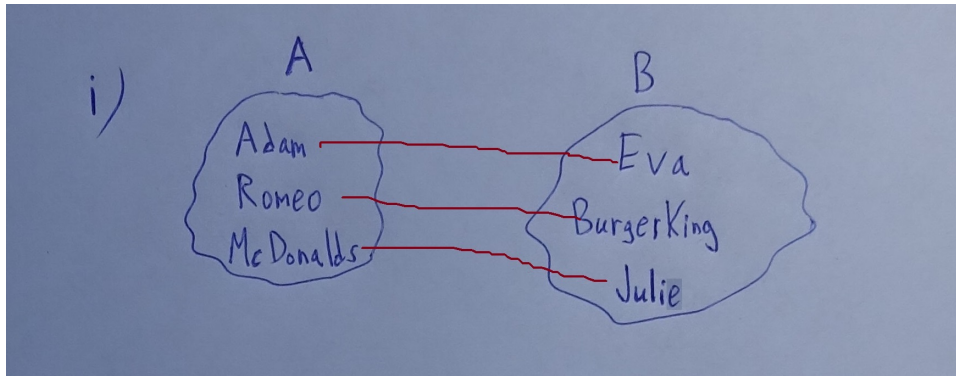 i)
A
B
Adam
Eva
Romeo
BurgerKing
McDonalds
Julie